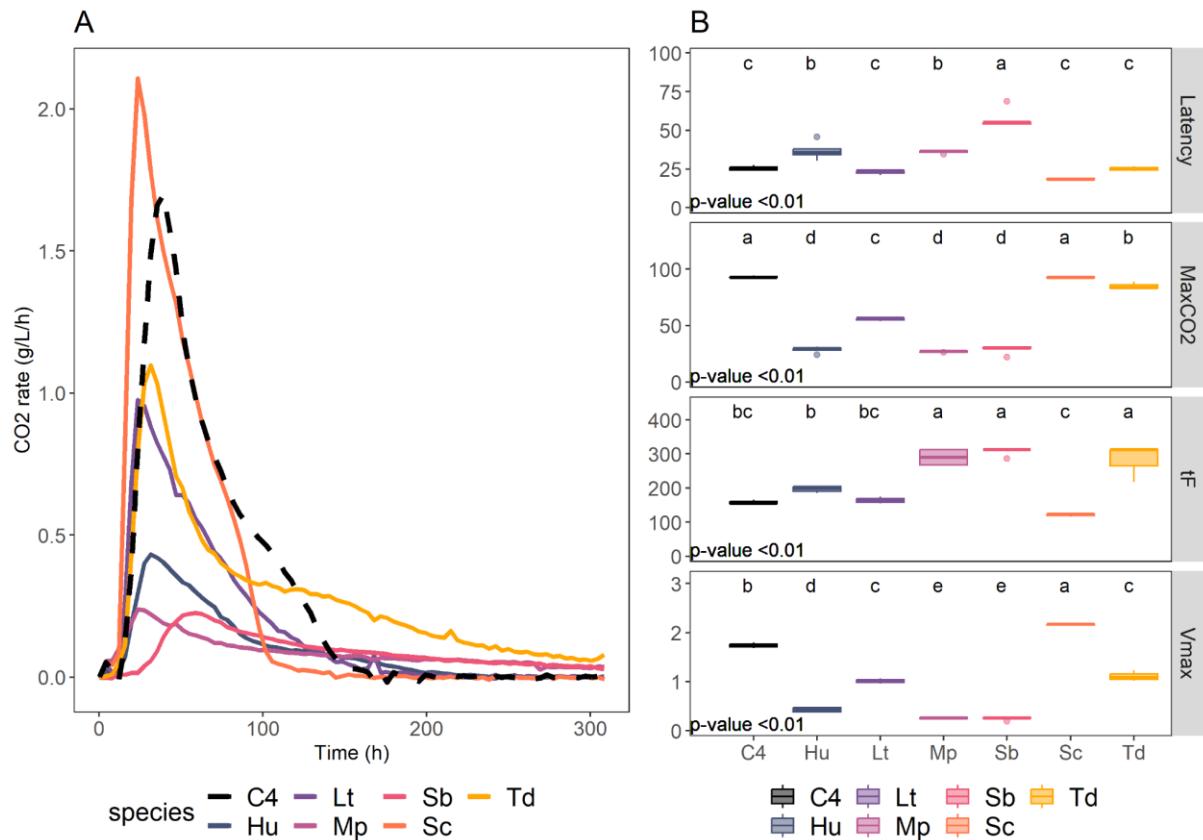 A
CO2 rate (g/L/h)
2.0
1.5
1.0
0.5
0.0
0 100 200 300
Time (h)
species C4 Lt Sb Td
Hu Mp Sc
B
c b c b a c c
100
75
50
25
0
p-value <0.01
Latency
a d c d d a b
100
50
0
p-value <0.01
MaxCO2
bc b bc a a c a
400
300
200
100
0
p-value <0.01
tF
b d c e e a c
3
2
1
0
p-value <0.01
Vmax
C4 Hu Lt Mp Sb Sc Td
C4 Lt Sb Td
Hu Mp Sc